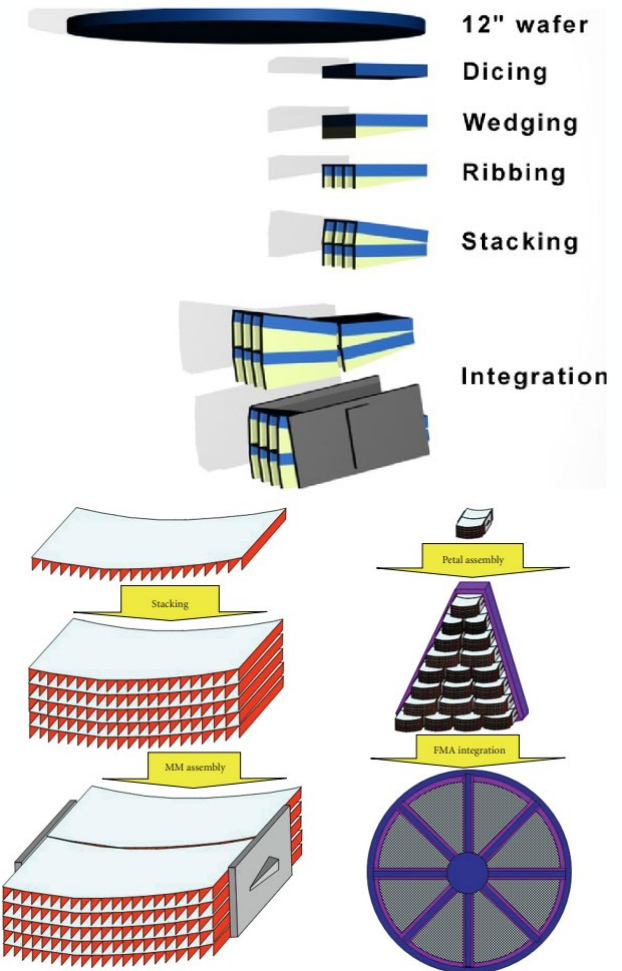 12" wafer
Dicing
Wedging
Ribbing
Stacking
Integration
Stacking
MM assembly
Petal assembly
FMA integration